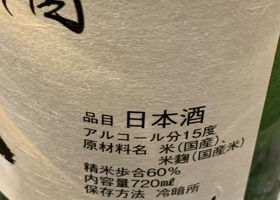 品目 日本酒
アルコール分15度
原材料名 米(国産)、
米麹(国産米)
精米歩合60%
内容量720㎖
保存方法 冷暗所